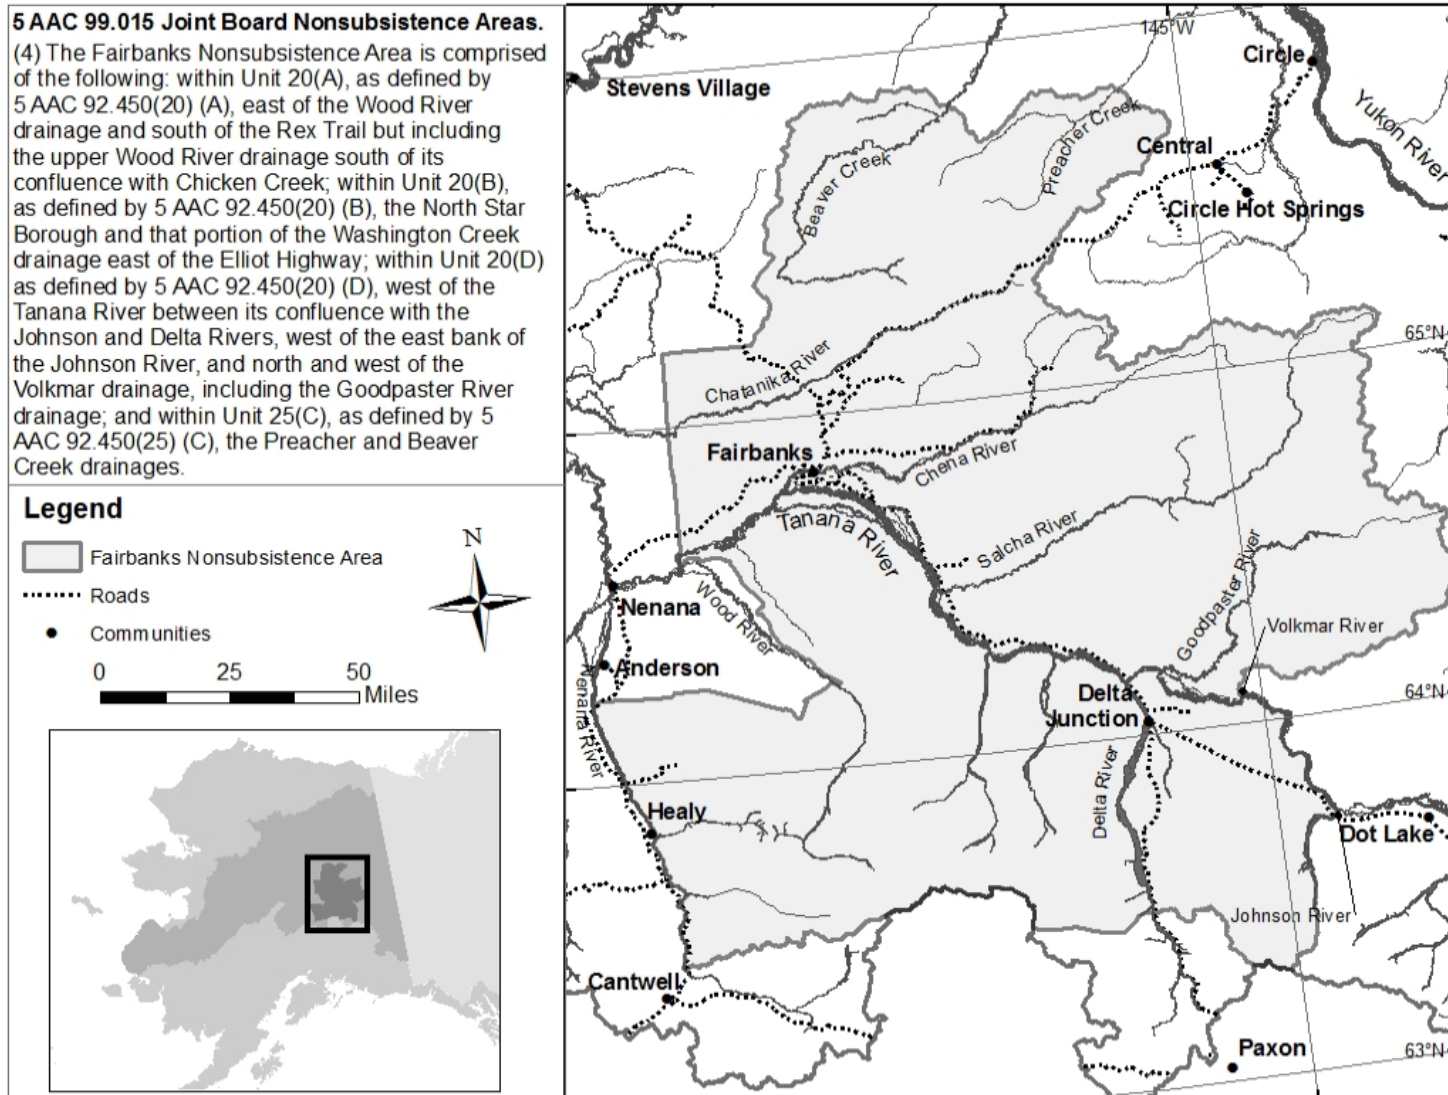 5 AAC 99.015 Joint Board Nonsubsistence Areas.
(4) The Fairbanks Nonsubsistence Area is comprised
of the following: within Unit 20(A), as defined by
5 AAC 92.450(20) (A), east of the Wood River
drainage and south of the Rex Trail but including
the upper Wood River drainage south of its
confluence with Chicken Creek; within Unit 20(B),
as defined by 5 AAC 92.450(20) (B), the North Star
Borough and that portion of the Washington Creek
drainage east of the Elliot Highway; within Unit 20(D)
as defined by 5 AAC 92.450(20) (D), west of the
Tanana River between its confluence with the
Johnson and Delta Rivers, west of the east bank of
the Johnson River, and north and west of the
Volkmar drainage, including the Goodpaster River
drainage; and within Unit 25(C), as defined by 5
AAC 92.450(25) (C), the Preacher and Beaver
Creek drainages.
Legend
Fairbanks Nonsubsistence Area
Roads
Communities
N
0 25 50
Miles
145°W
Circle
Stevens Village
Yukon River
Preacher Creek
Central
Beaver Creek
Circle Hot Springs
65°N
Chatanika River
Fairbanks
Chena River
Tanana River
Salcha River
Nenana
Wood River
Goodpaster River
Volkmar River
Anderson
Nenana River
Delta
Junction
64°N
Delta River
Healy
Dot Lake
Johnson River
Cantwell
Paxon
63°N